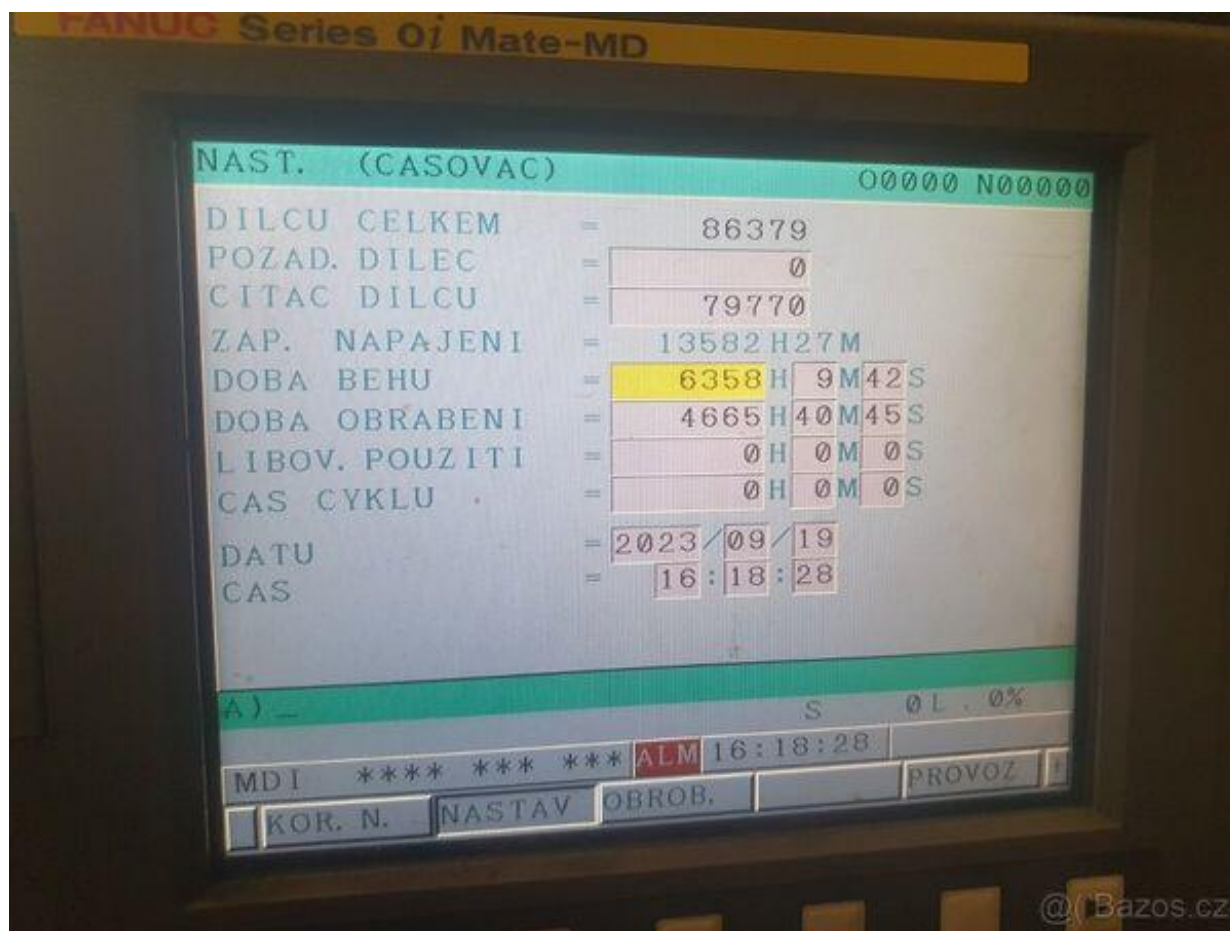 FANUC Series 0i Mate-MD
NAST. (CASOVAC) O0000 N00000
DILCU CELKEM = 86379
POZAD. DILEC = 0
CITAC DILCU = 79770
ZAP. NAPAJENI = 13582H27M
DOBA BEHU = 6358H 9M42S
DOBA OBRABENI = 4665H40M45S
LIBOV. POUZITI = 0H 0M 0S
CAS CYKLU = 0H 0M 0S
DATU = 2023/09/19
CAS = 16:18:28
A)_
S 0L . 0%
MDI **** *** *** ALM 16:18:28
KOR. N. NASTAV OBROB. PROVOZ +
Bazos.cz